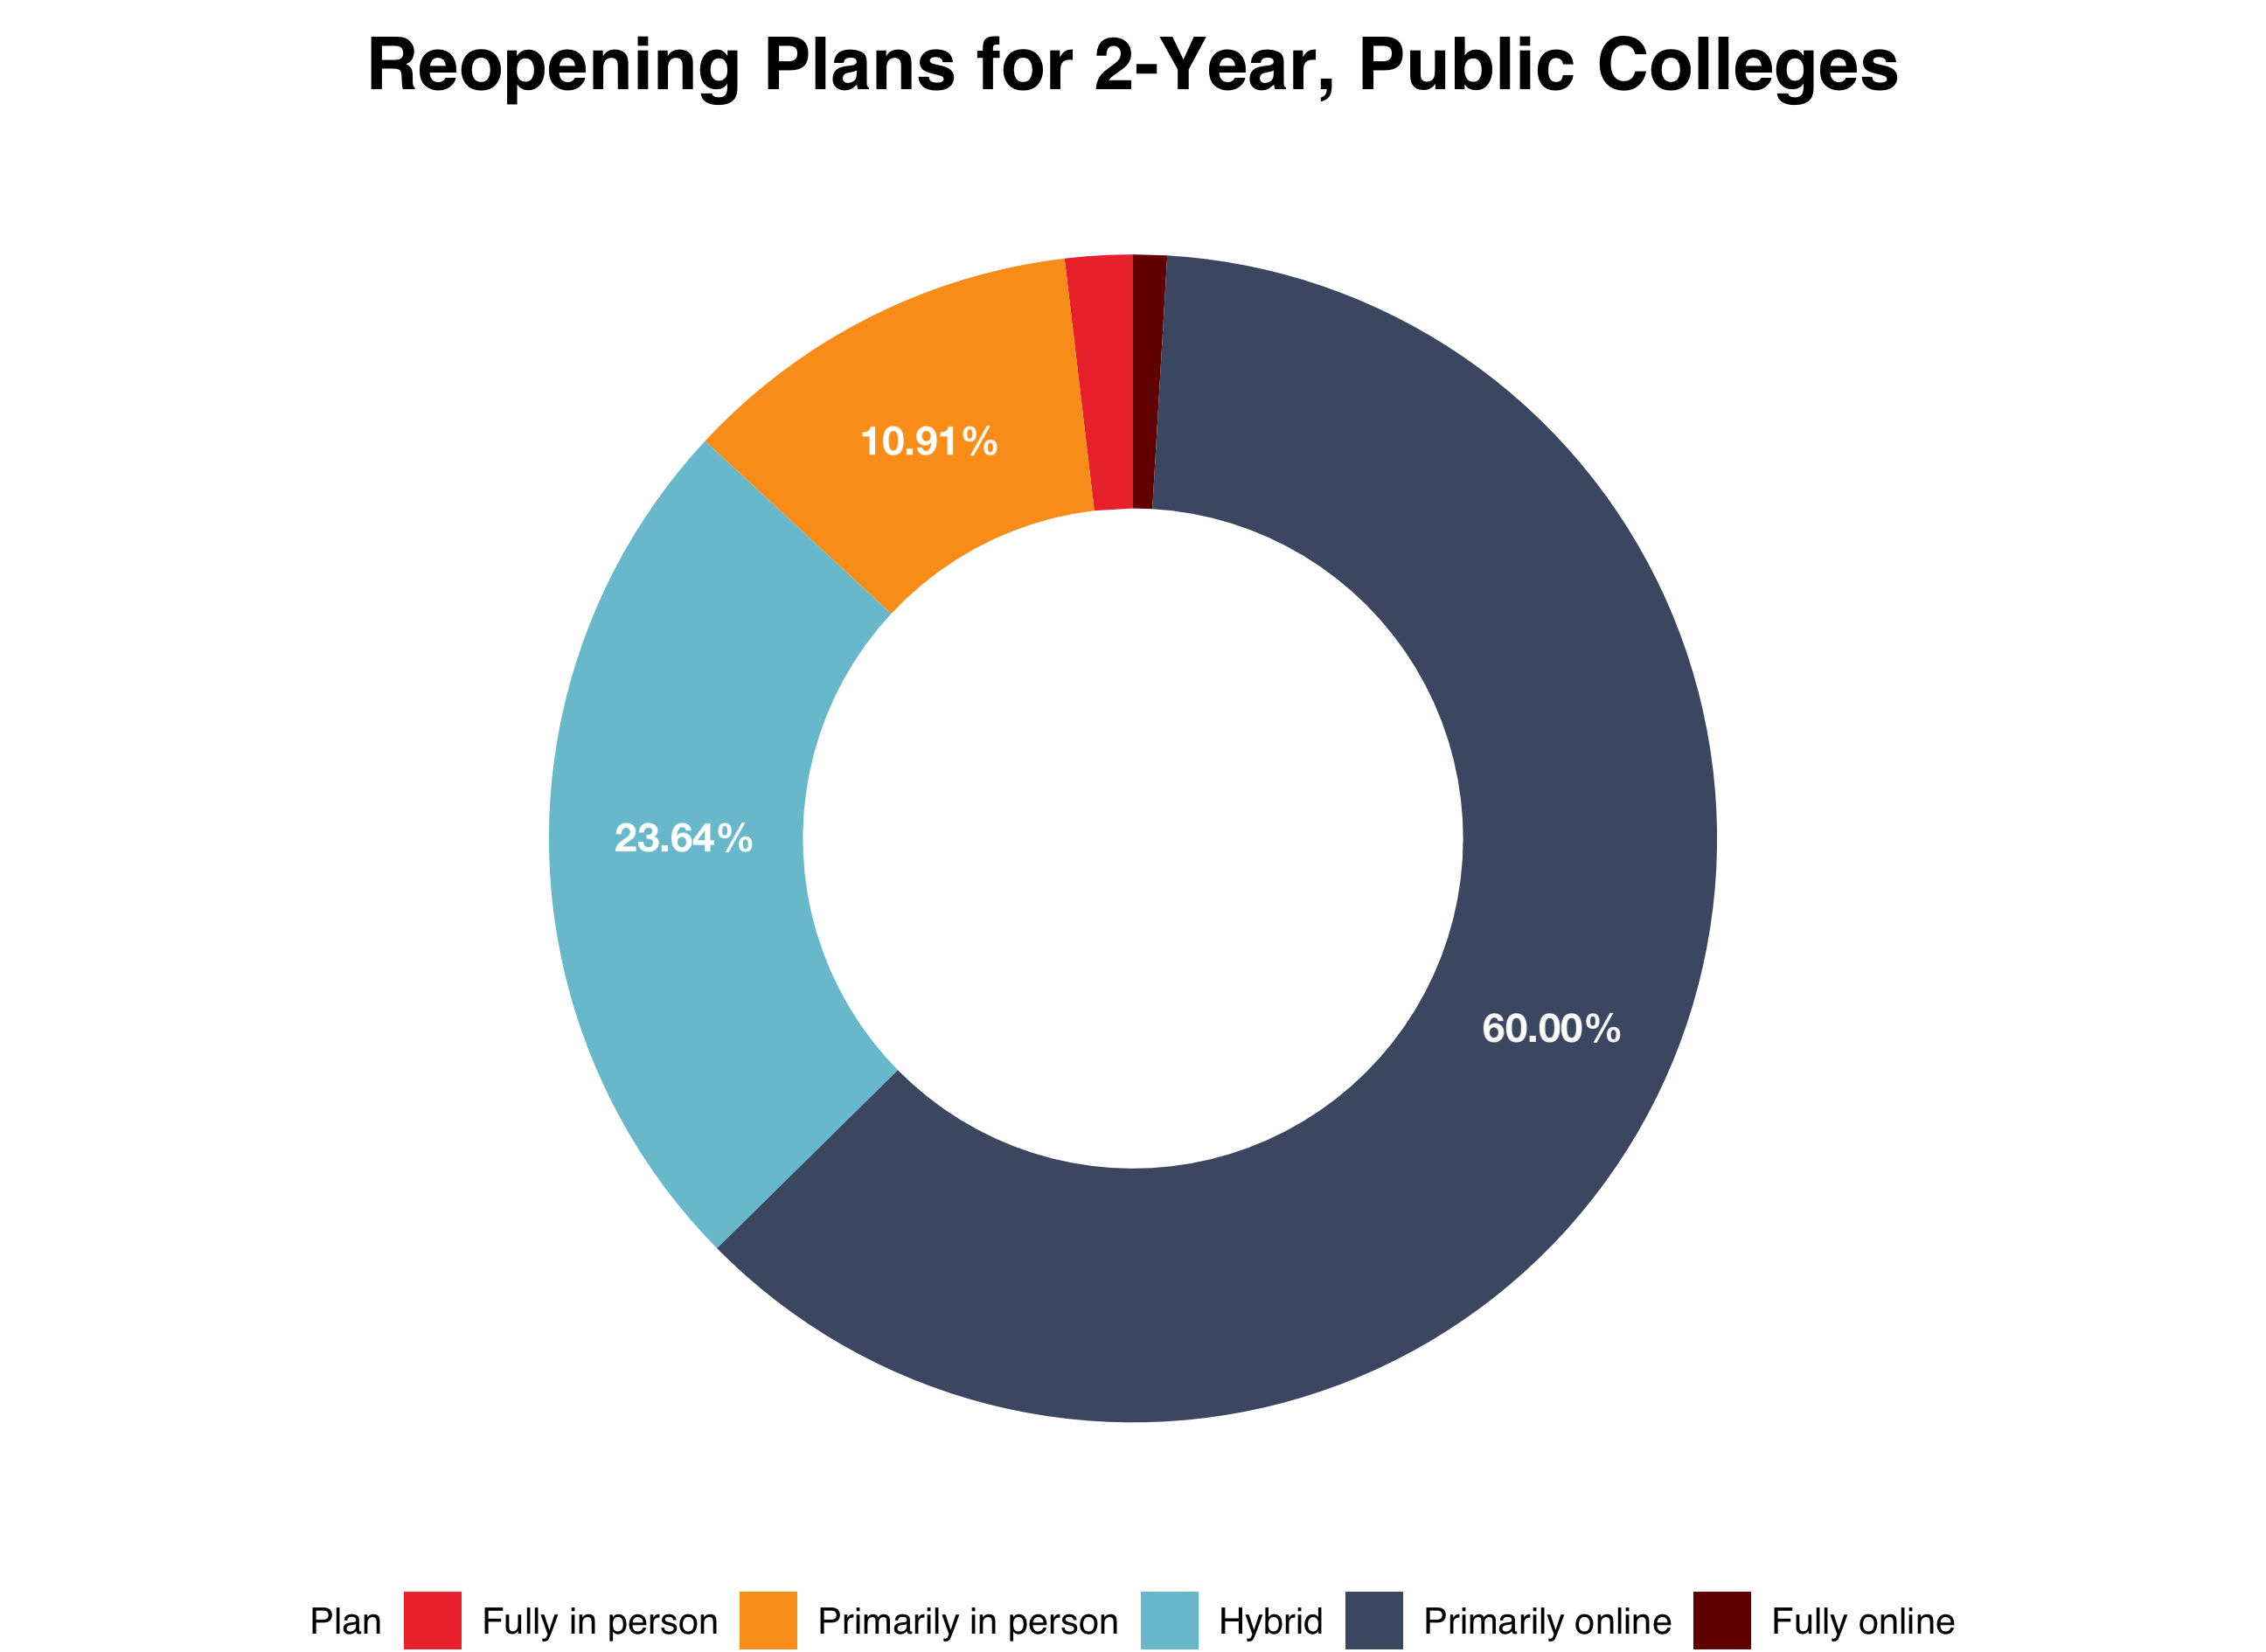 Reopening Plans for 2-Year, Public Colleges
10.91%
23.64%
60.00%
Plan Fully in person Primarily in person Hybrid Primarily online Fully online